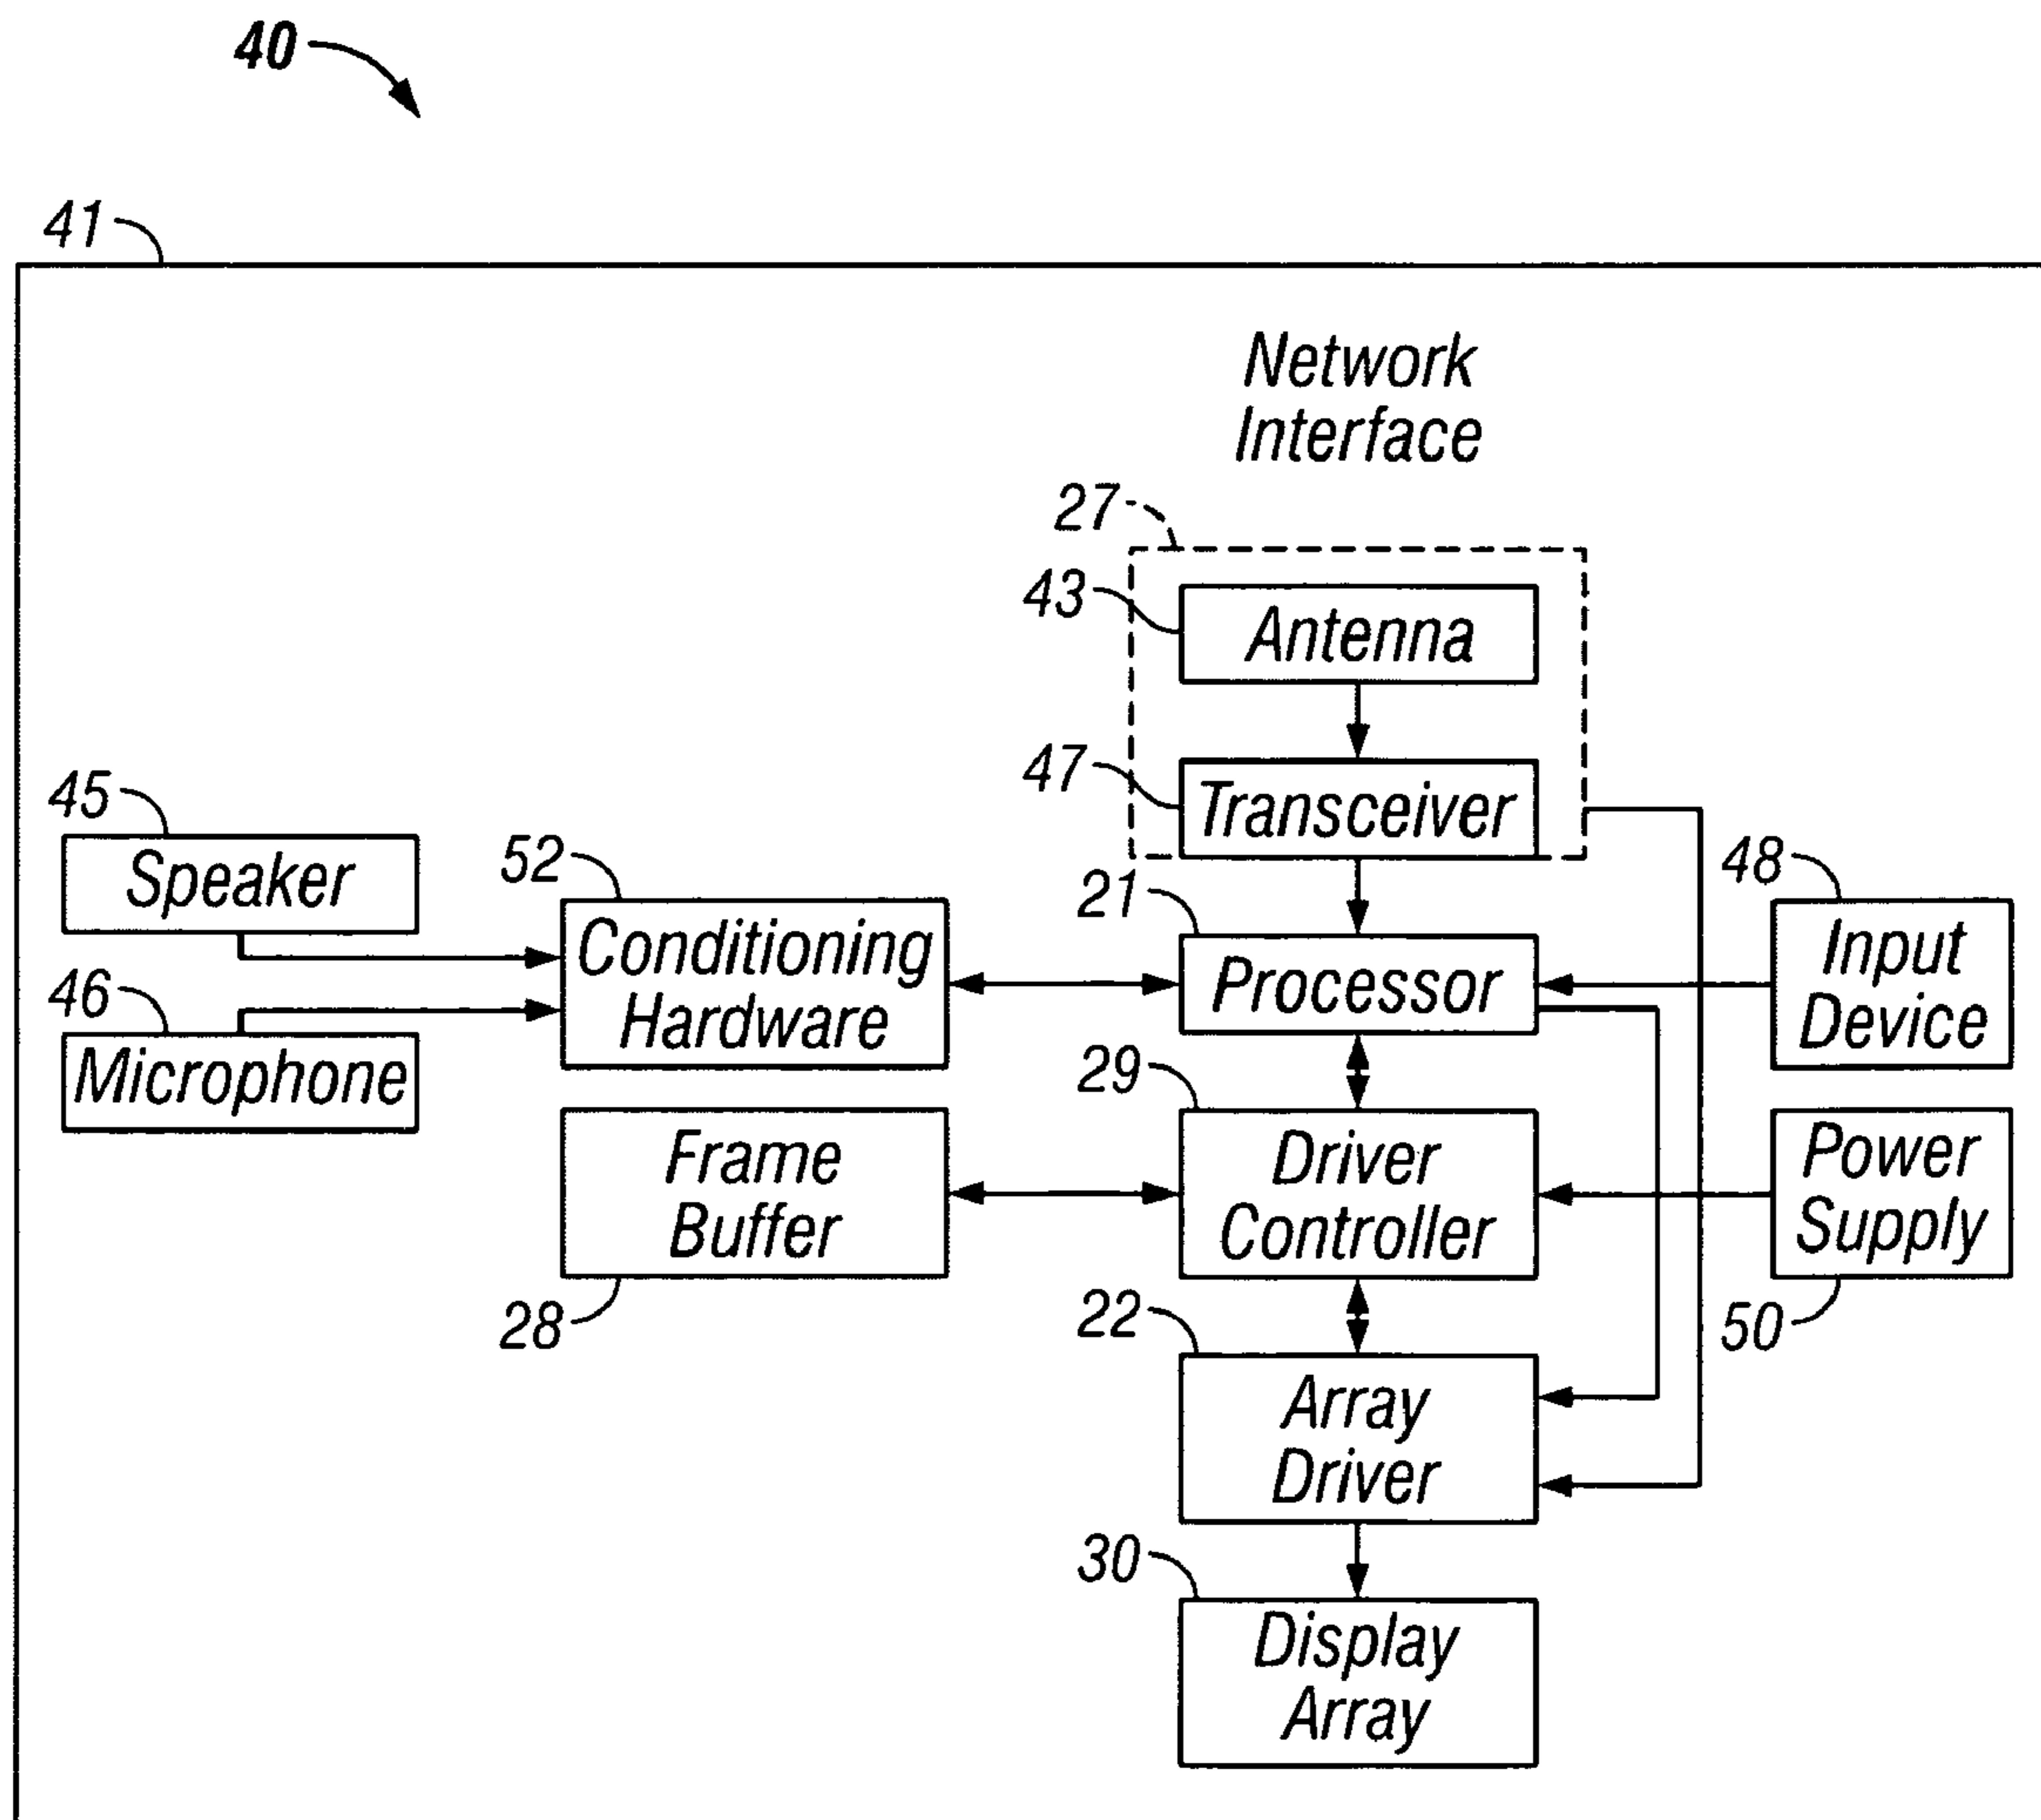 40
41
Network
Interface
27
43
Antenna
47
Transceiver
45
Speaker
52
Conditioning
Hardware
21
Processor
48
Input
Device
46
Microphone
29
Driver
Controller
Frame
Buffer
28
Power
Supply
50
22
Array
Driver
30
Display
Array